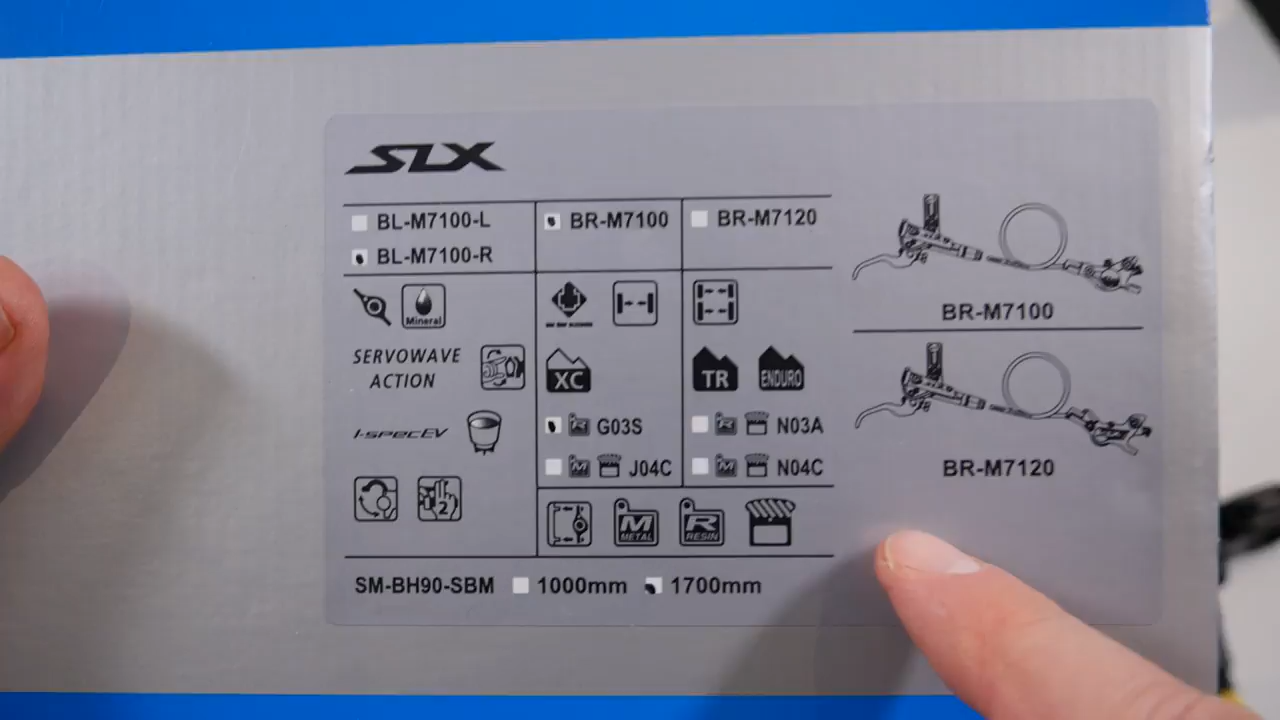 SLX
BL-M7100-L
BL-M7100-R
BR-M7100
BR-M7120
Mineral
SERVOWAVE
ACTION
I-SPEC EV
2
XC
G03S
M J04C
TR ENDURO
R N03A
M N04C
M METAL
R RESIN
SM-BH90-SBM 1000mm 1700mm
BR-M7100
BR-M7120